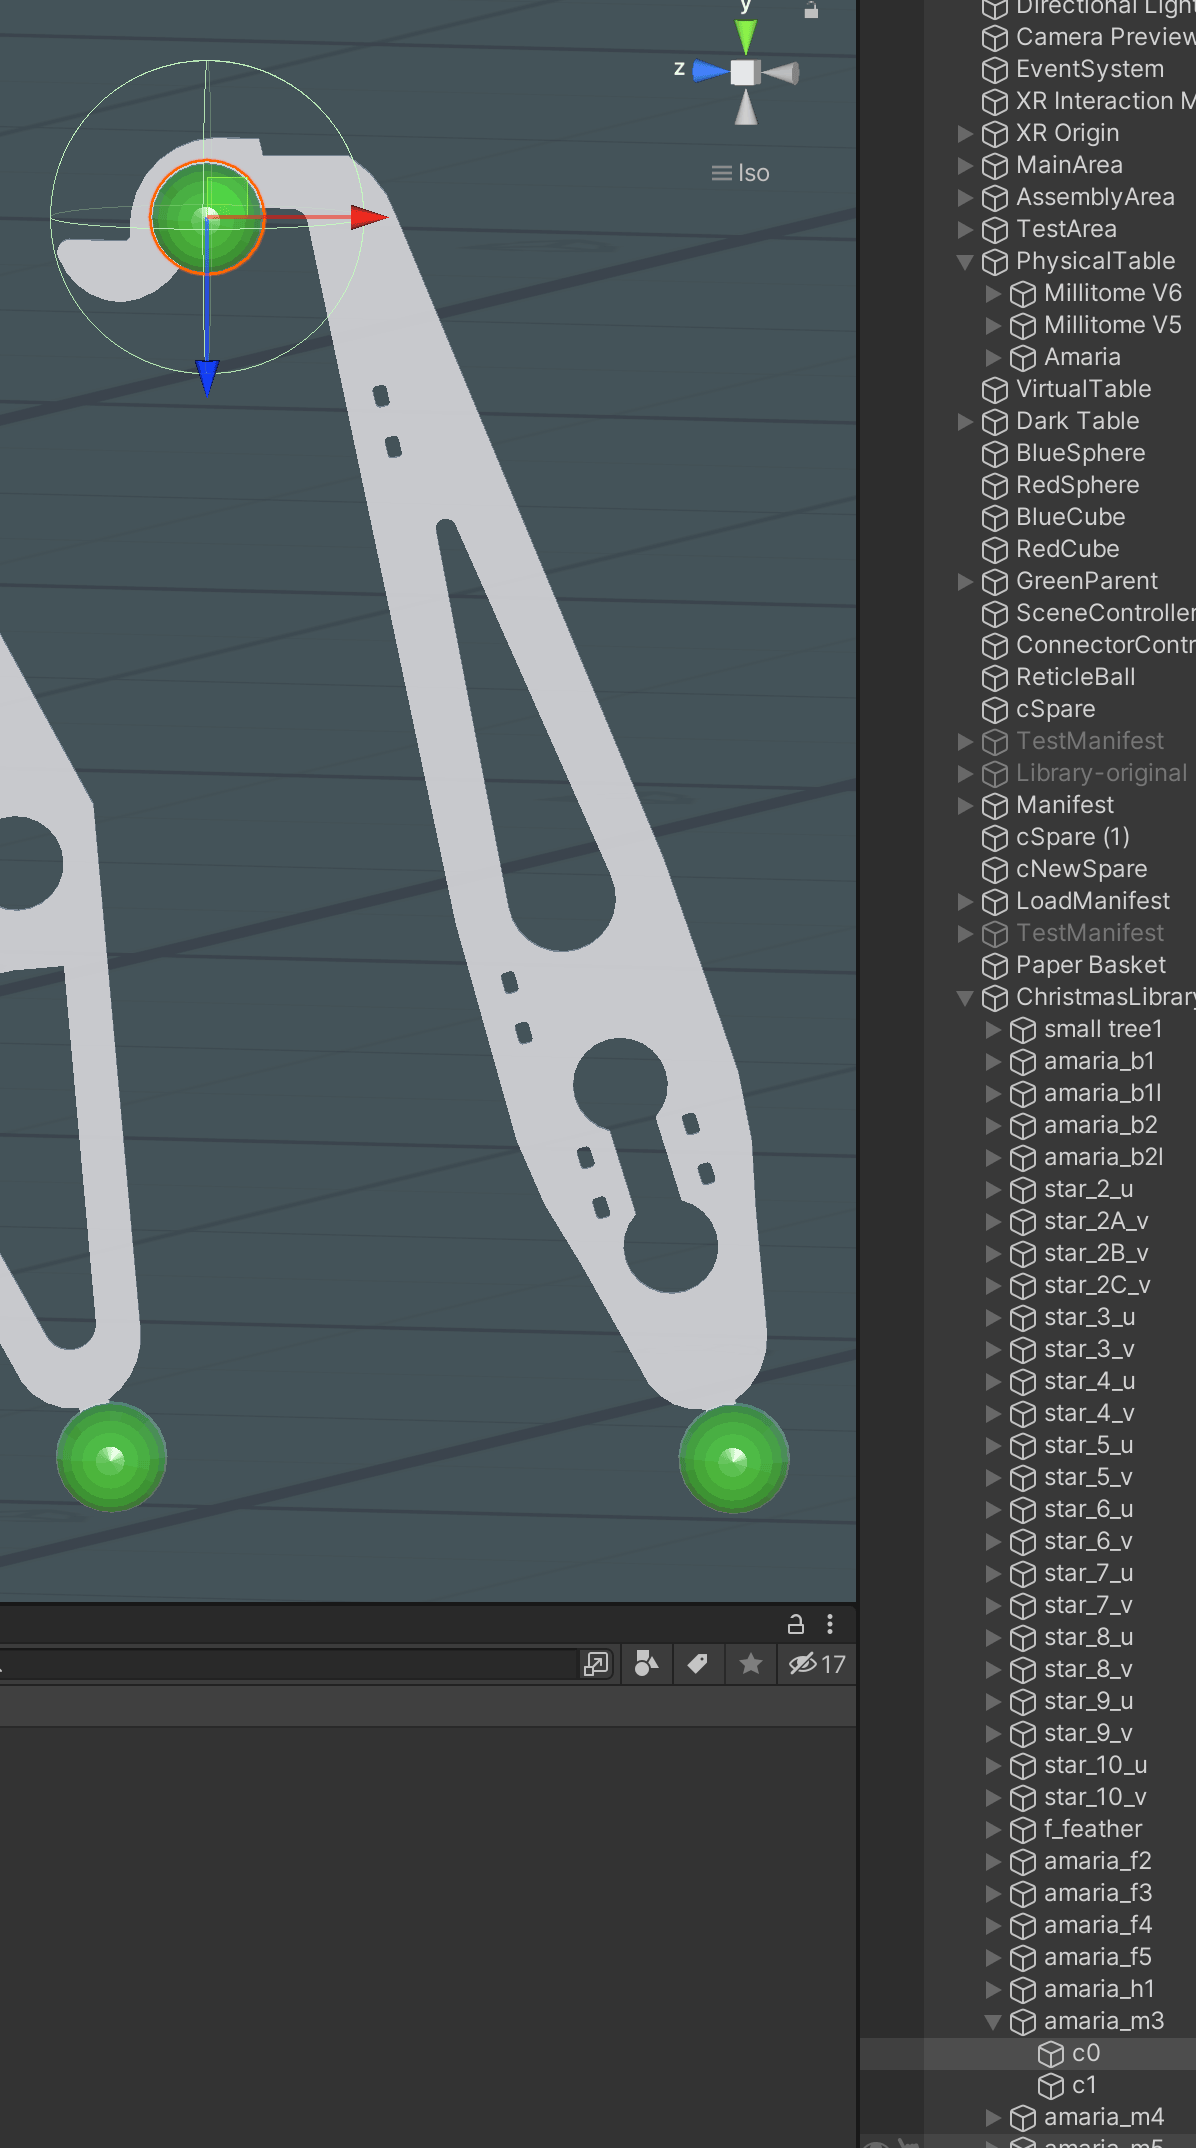 y
z
Iso
17
Directional Light
Camera Preview
EventSystem
XR Interaction M
XR Origin
MainArea
AssemblyArea
TestArea
PhysicalTable
Millitome V6
Millitome V5
Amaria
VirtualTable
Dark Table
BlueSphere
RedSphere
BlueCube
RedCube
GreenParent
SceneController
ConnectorContr
ReticleBall
cSpare
TestManifest
Library-original
Manifest
cSpare (1)
cNewSpare
LoadManifest
TestManifest
Paper Basket
ChristmasLibrary
small tree1
amaria_b1
amaria_b1l
amaria_b2
amaria_b2l
star_2_u
star_2A_v
star_2B_v
star_2C_v
star_3_u
star_3_v
star_4_u
star_4_v
star_5_u
star_5_v
star_6_u
star_6_v
star_7_u
star_7_v
star_8_u
star_8_v
star_9_u
star_9_v
star_10_u
star_10_v
f_feather
amaria_f2
amaria_f3
amaria_f4
amaria_f5
amaria_h1
amaria_m3
c0
c1
amaria_m4
amaria_m5